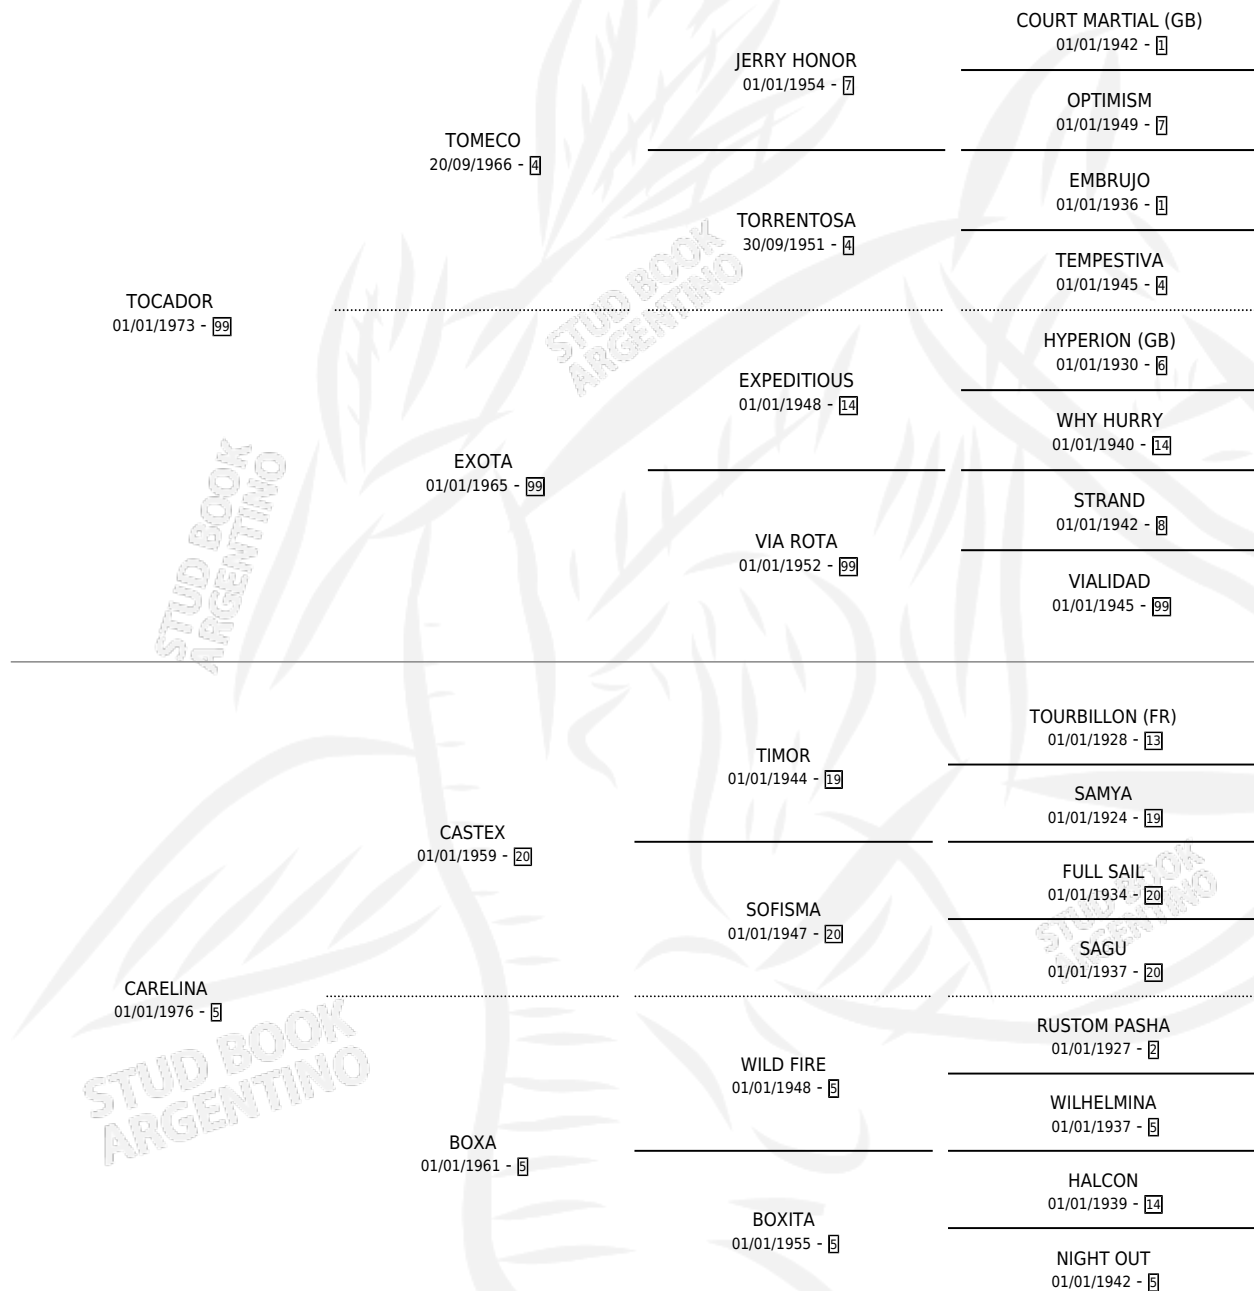 COURT MARTIAL (GB)
01/01/1942 - 1
JERRY HONOR
01/01/1954 - 7
OPTIMISM
01/01/1949 - 7
TOMECO
20/09/1966 - 4
EMBRUJO
01/01/1936 - 1
TORRENTOSA
30/09/1951 - 4
TEMPESTIVA
01/01/1945 - 4
TOCADOR
01/01/1973 - 99
HYPERION (GB)
01/01/1930 - 6
EXPEDITIOUS
01/01/1948 - 14
WHY HURRY
01/01/1940 - 14
EXOTA
01/01/1965 - 99
STRAND
01/01/1942 - 8
VIA ROTA
01/01/1952 - 99
VIALIDAD
01/01/1945 - 99
STUD BOOK
ARGENTINO
STUD BOOK
ARGENTINO
TOURBILLON (FR)
01/01/1928 - 13
TIMOR
01/01/1944 - 19
SAMYA
01/01/1924 - 19
CASTEX
01/01/1959 - 20
FULL SAIL
01/01/1934 - 20
SOFISMA
01/01/1947 - 20
SAGU
01/01/1937 - 20
CARELINA
01/01/1976 - 5
RUSTOM PASHA
01/01/1927 - 2
WILD FIRE
01/01/1948 - 5
WILHELMINA
01/01/1937 - 5
BOXA
01/01/1961 - 5
HALCON
01/01/1939 - 14
BOXITA
01/01/1955 - 5
NIGHT OUT
01/01/1942 - 5
STUD BOOK
ARGENTINO
STUD BOOK
ARGENTINO